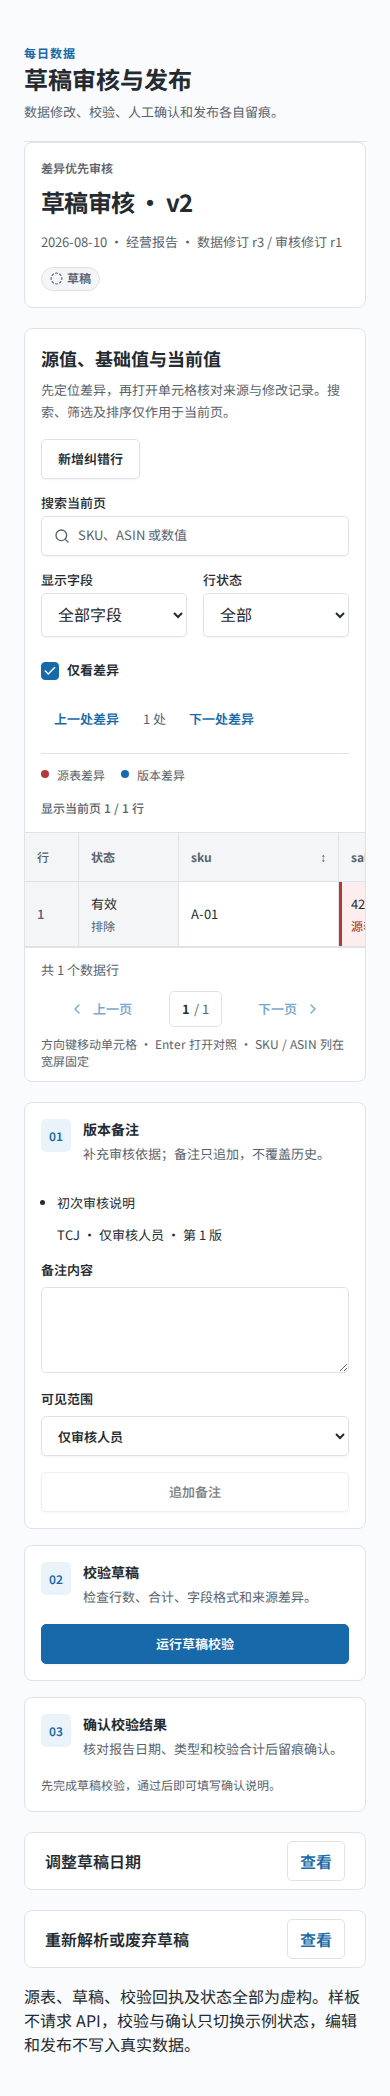 每日数据
草稿审核与发布
数据修改、校验、人工确认和发布各自留痕。
差异优先审核
草稿审核 · v2
2026-08-10 · 经营报告 · 数据修订 r3 / 审核修订 r1
草稿
源值、基础值与当前值
先定位差异，再打开单元格核对来源与修改记录。搜
索、筛选及排序仅作用于当前页。
新增纠错行
搜索当前页
SKU、ASIN 或数值
显示字段 行状态
全部字段 全部
仅看差异
上一处差异 1 处 下一处差异
源表差异 版本差异
显示当前页 1 / 1 行
行 状态 sku ↕
1 有效 A-01 42
排除
共 1 个数据行
上一页 1 / 1 下一页
方向键移动单元格 · Enter 打开对照 · SKU / ASIN 列在
宽屏固定
01 版本备注
补充审核依据；备注只追加，不覆盖历史。
初次审核说明
TCJ · 仅审核人员 · 第 1 版
备注内容
可见范围
仅审核人员
追加备注
02 校验草稿
检查行数、合计、字段格式和来源差异。
运行草稿校验
03 确认校验结果
核对报告日期、类型和校验合计后留痕确认。
先完成草稿校验，通过后即可填写确认说明。
调整草稿日期 查看
重新解析或废弃草稿 查看
源表、草稿、校验回执及状态全部为虚构。样板
不请求 API，校验与确认只切换示例状态，编辑
和发布不写入真实数据。